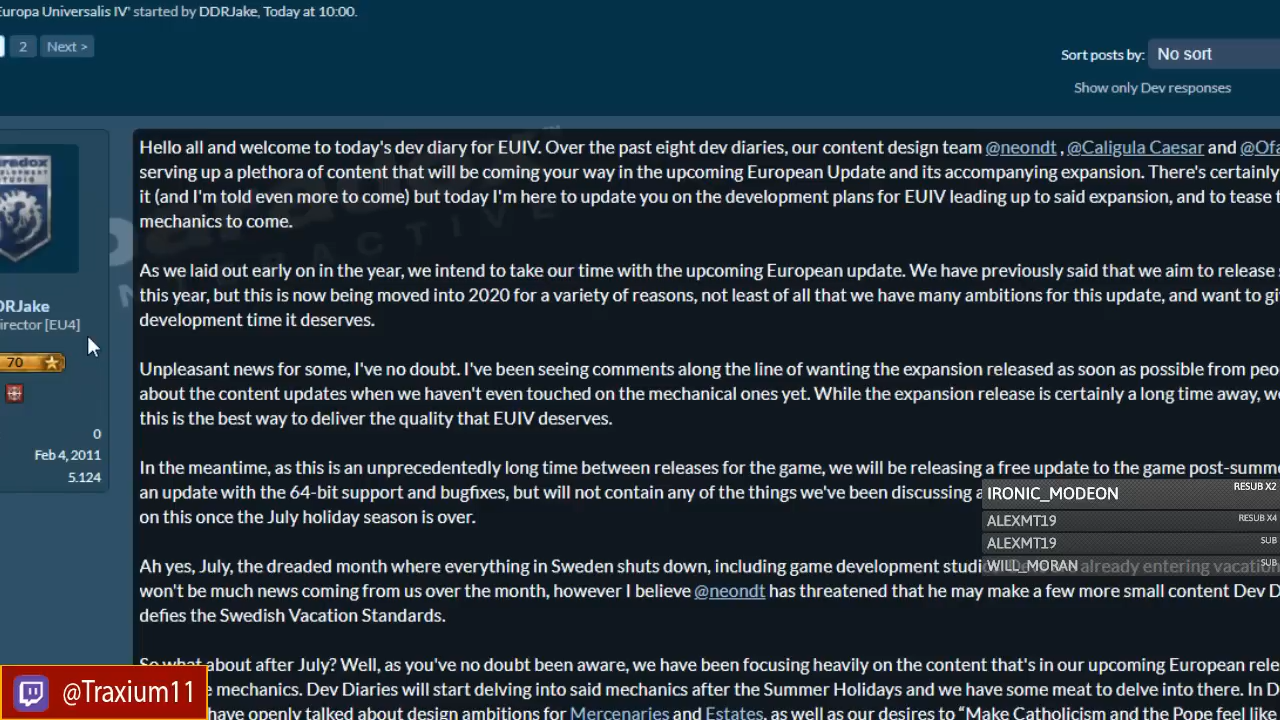 Europa Universalis IV' started by DDRJake, Today at 10:00.
2
Next >
Sort posts by: No sort
Show only Dev responses
Hello all and welcome to today's dev diary for EUIV. Over the past eight dev diaries, our content design team @neondt , @Caligula Caesar and @Ofa
serving up a plethora of content that will be coming your way in the upcoming European Update and its accompanying expansion. There's certainly
it (and I'm told even more to come) but today I'm here to update you on the development plans for EUIV leading up to said expansion, and to tease t
mechanics to come.
As we laid out early on in the year, we intend to take our time with the upcoming European update. We have previously said that we aim to release
this year, but this is now being moved into 2020 for a variety of reasons, not least of all that we have many ambitions for this update, and want to gi
development time it deserves.
DRJake
irector [EU4]
70
0
Feb 4, 2011
5.124
Unpleasant news for some, I've no doubt. I've been seeing comments along the line of wanting the expansion released as soon as possible from peo
about the content updates when we haven't even touched on the mechanical ones yet. While the expansion release is certainly a long time away, we
this is the best way to deliver the quality that EUIV deserves.
In the meantime, as this is an unprecedentedly long time between releases for the game, we will be releasing a free update to the game post-summe
an update with the 64-bit support and bugfixes, but will not contain any of the things we've been discussing
on this once the July holiday season is over.
IRONIC_MODEON RESUB X2
ALEXMT19 RESUB X4
ALEXMT19 SUB
WILL_MORAN SUB
Ah yes, July, the dreaded month where everything in Sweden shuts down, including game development studi already entering vacation
won't be much news coming from us over the month, however I believe @neondt has threatened that he may make a few more small content Dev D
defies the Swedish Vacation Standards.
So what about after July? Well, as you've no doubt been aware, we have been focusing heavily on the content that's in our upcoming European rele
e mechanics. Dev Diaries will start delving into said mechanics after the Summer Holidays and we have some meat to delve into there. In D
have openly talked about design ambitions for Mercenaries and Estates, as well as our desires to “Make Catholicism and the Pope feel like
@Traxium11